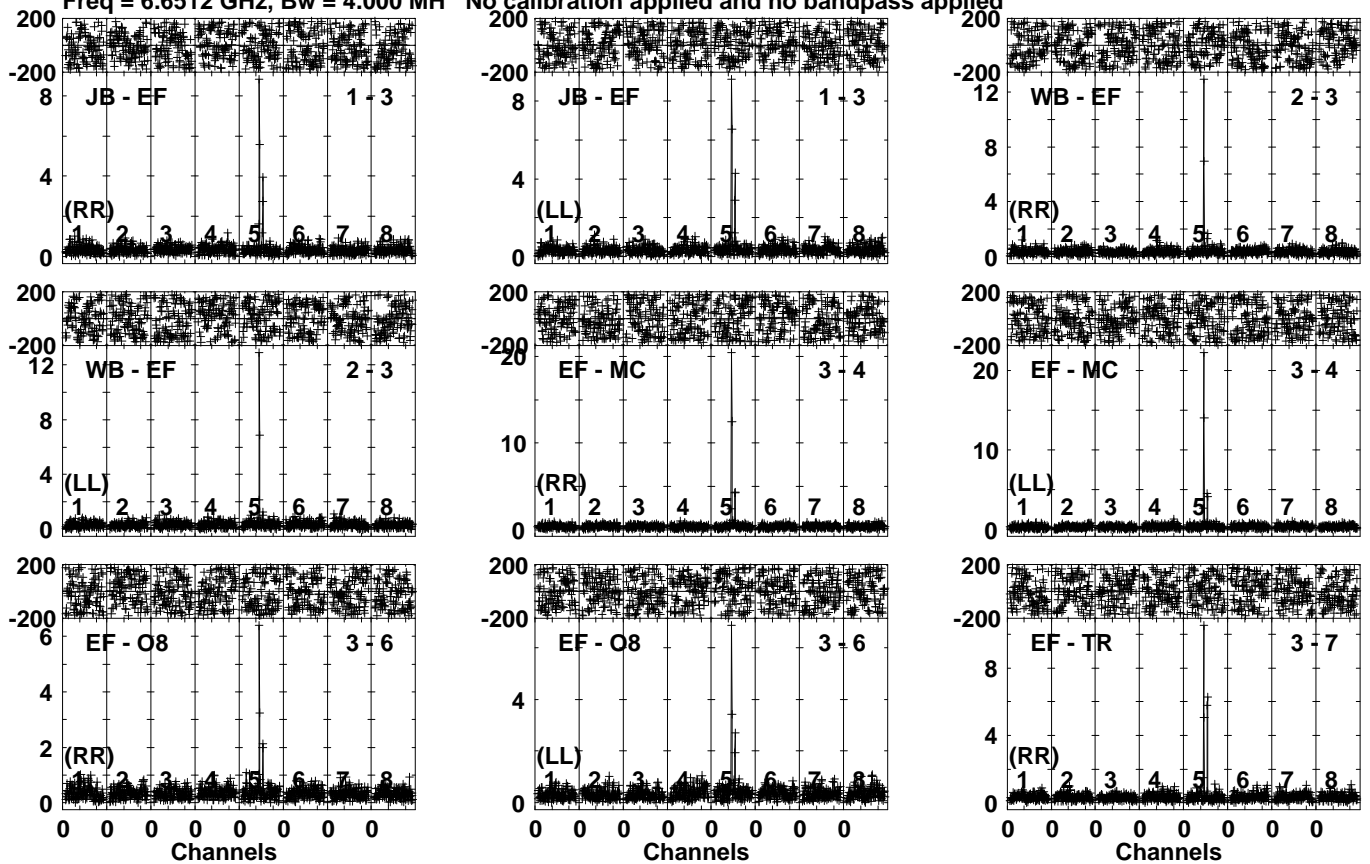 Freq = 6.6512 GHz, Bw = 4.000 MH No calibration applied and no bandpass applied
200 200 200
-200 -200 -200
JB - EF 1 - 3 JB - EF 1 - 3 WB - EF 2 - 3
8 8 12
8
4 4 4
(RR) (LL) (RR)
1 2 3 4 5 6 7 8 1 2 3 4 5 6 7 8 1 2 3 4 5 6 7 8
0 0 0
200 200 200
-200 -200 -200
WB - EF 2 - 3 EF - MC 3 - 4 EF - MC 3 - 4
12 20 20
8 10 10
4
(LL) (RR) (LL)
1 2 3 4 5 6 7 8 1 2 3 4 5 6 7 8 1 2 3 4 5 6 7 8
0 0 0
200 200 200
-200 -200 -200
EF - O8 3 - 6 EF - O8 3 - 6 EF - TR 3 - 7
6 8
4 4 4
2
(RR) (LL) (RR)
1 2 3 4 5 6 7 8 1 2 3 4 5 6 7 8 1 2 3 4 5 6 7 8
0 0 0
0 0 0 0 0 0 0 0 0 0 0 0 0 0 0 0 0 0 0 0 0 0 0 0
Channels Channels Channels